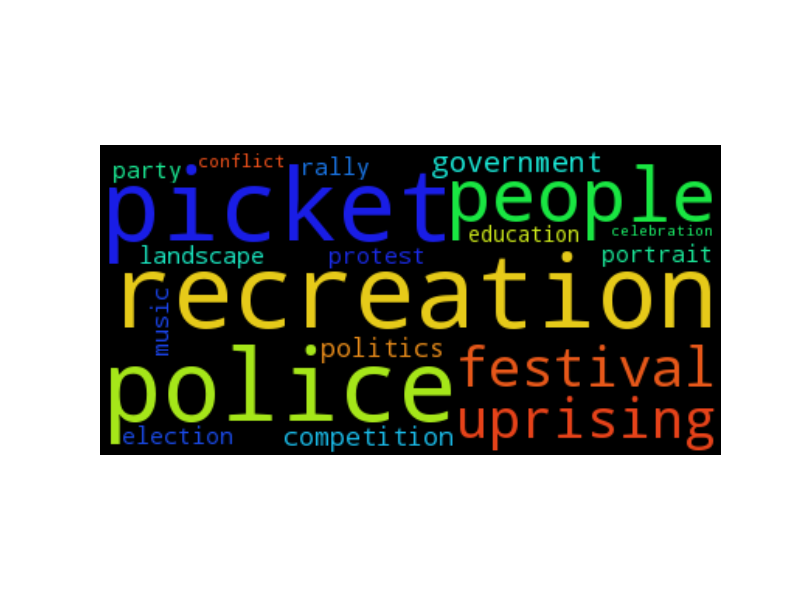 party conflict rally government
picket people
education celebration
landscape protest portrait
recreation
music
politics
police festival
uprising
election competition